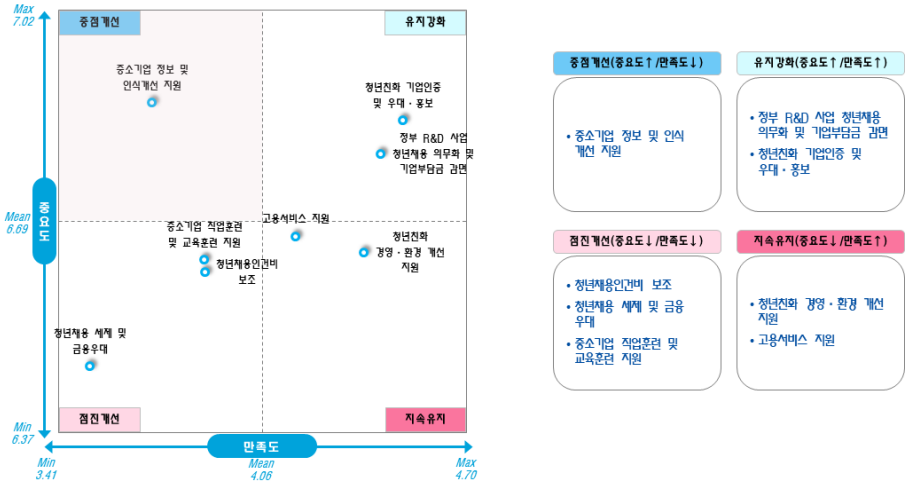 Max
7.02
중점개선
유지강화
중소기업 정보 및
인식개선 지원
청년친화 기업인증
및 우대·홍보
정부 R&D 사업
청년채용 의무화 및
기업부담금 감면
중요도
Mean
6.69
중소기업 직업훈련
및 교육훈련 지원
고용서비스 지원
청년친화
경영·환경 개선
지원
청년채용인건비
보조
청년채용 세제 및
금융우대
점진개선
지속유지
Min
6.37
만족도
Min
3.41
Mean
4.06
Max
4.70
중점개선(중요도↑/만족도↓)
• 중소기업 정보 및 인식
개선 지원
유지강화(중요도↑/만족도↑)
• 정부 R&D 사업 청년채용
의무화 및 기업부담금 감면
• 청년친화 기업인증 및
우대·홍보
점진개선(중요도↓/만족도↓)
• 청년채용인건비 보조
• 청년채용 세제 및 금융
우대
• 중소기업 직업훈련 및
교육훈련 지원
지속유지(중요도↓/만족도↑)
• 청년친화 경영·환경 개선
지원
• 고용서비스 지원